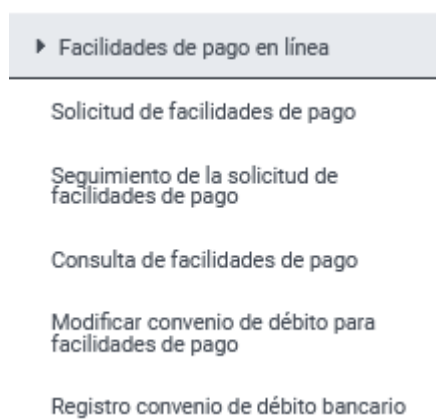 Facilidades de pago en línea
Solicitud de facilidades de pago
Seguimiento de la solicitud de
facilidades de pago
Consulta de facilidades de pago
Modificar convenio de débito para
facilidades de pago
Registro convenio de débito bancario